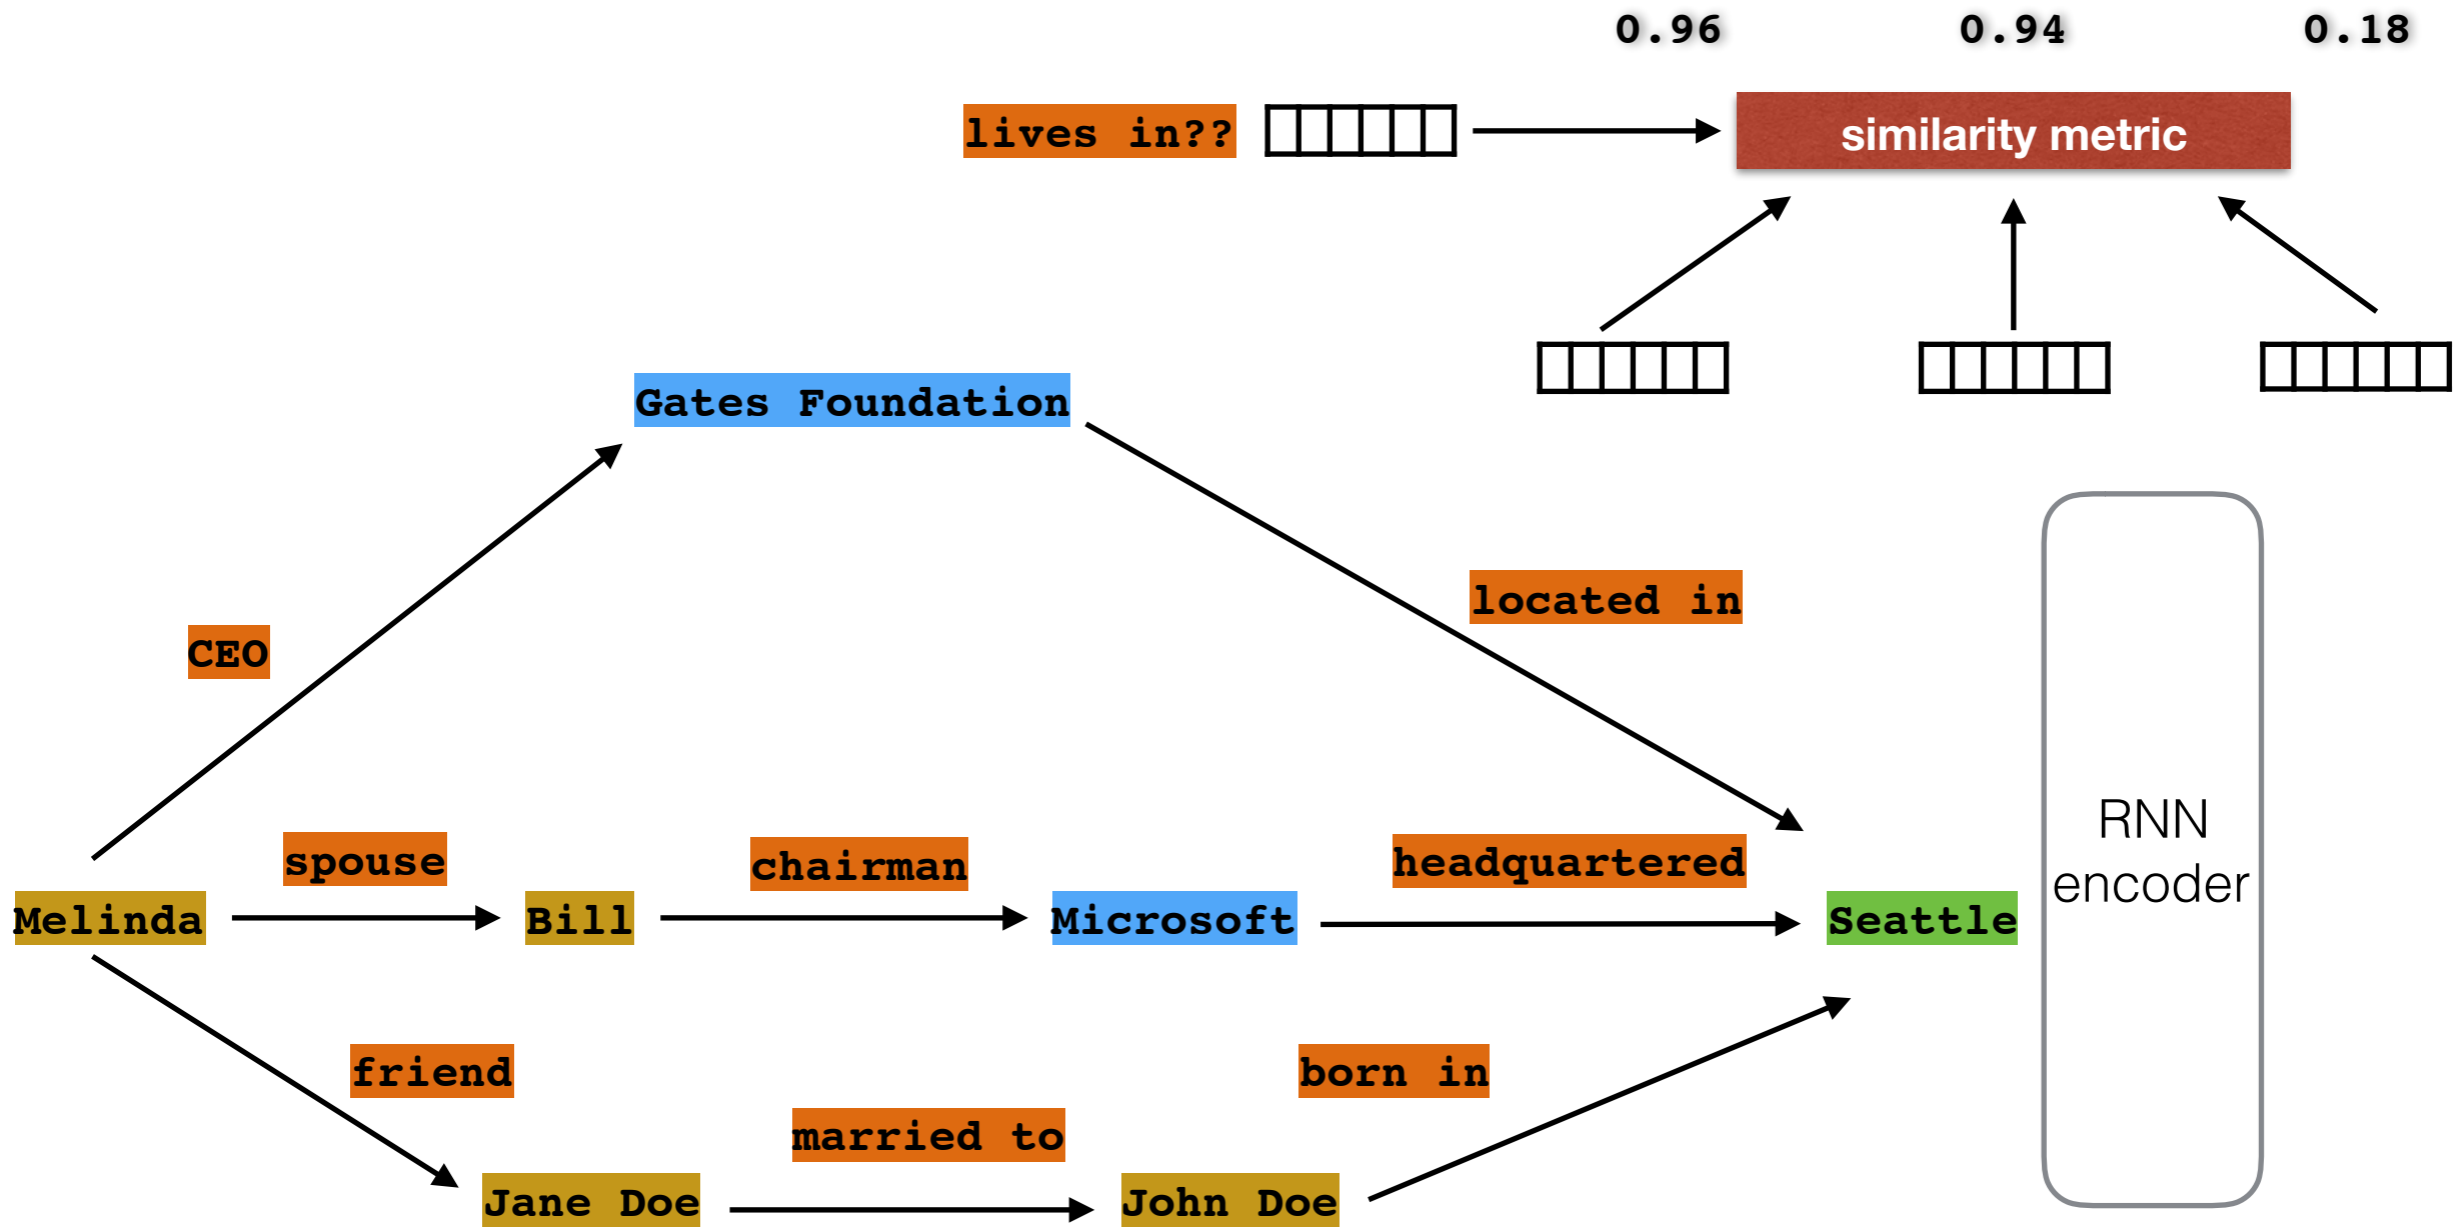 0.96 0.94 0.18
lives in??
similarity metric
Gates Foundation
located in
CEO
spouse
chairman
headquartered
RNN
encoder
Melinda
Bill
Microsoft
Seattle
friend
born in
married to
Jane Doe
John Doe